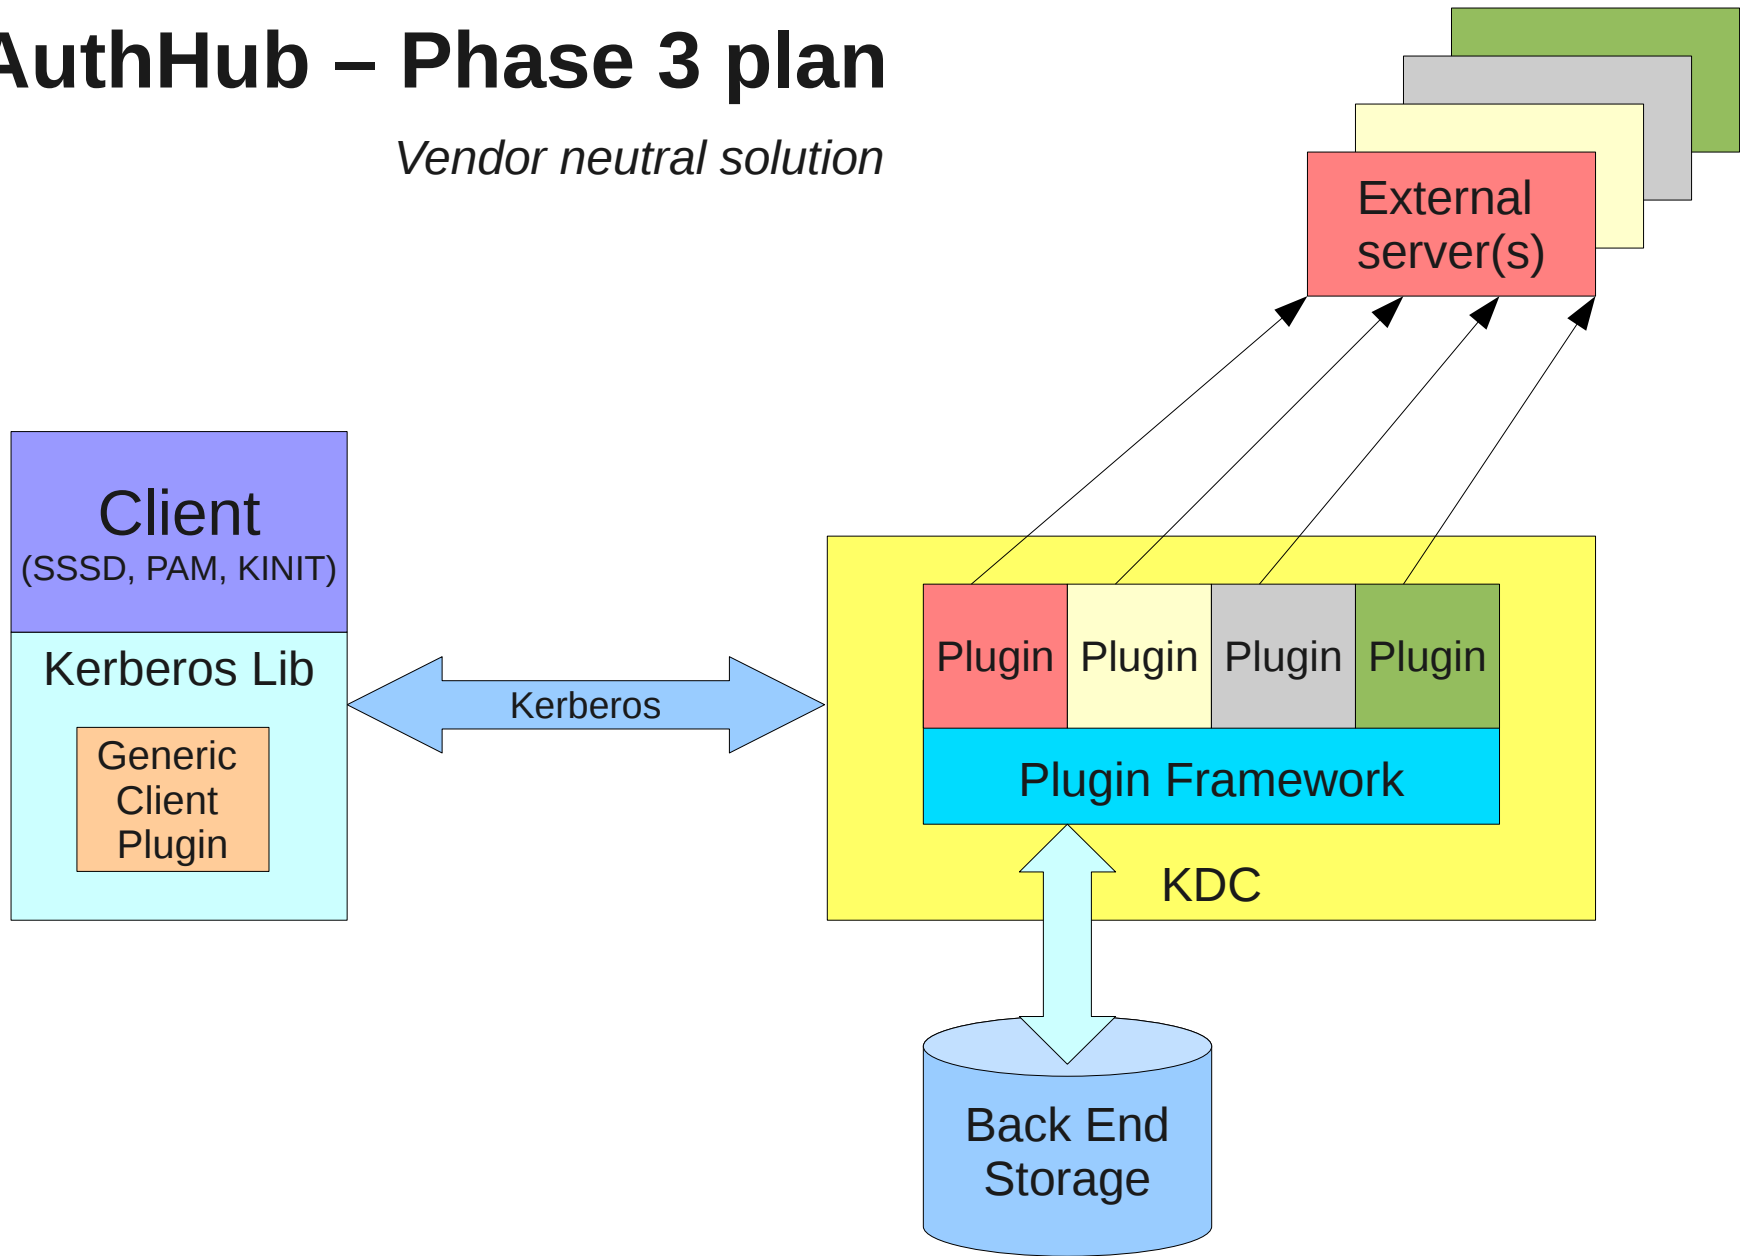 AuthHub – Phase 3 plan
Vendor neutral solution
External
server(s)
Client
(SSSD, PAM, KINIT)
Kerberos Lib
Generic
Client
Plugin
Kerberos
Plugin Plugin Plugin Plugin
Plugin Framework
KDC
Back End
Storage